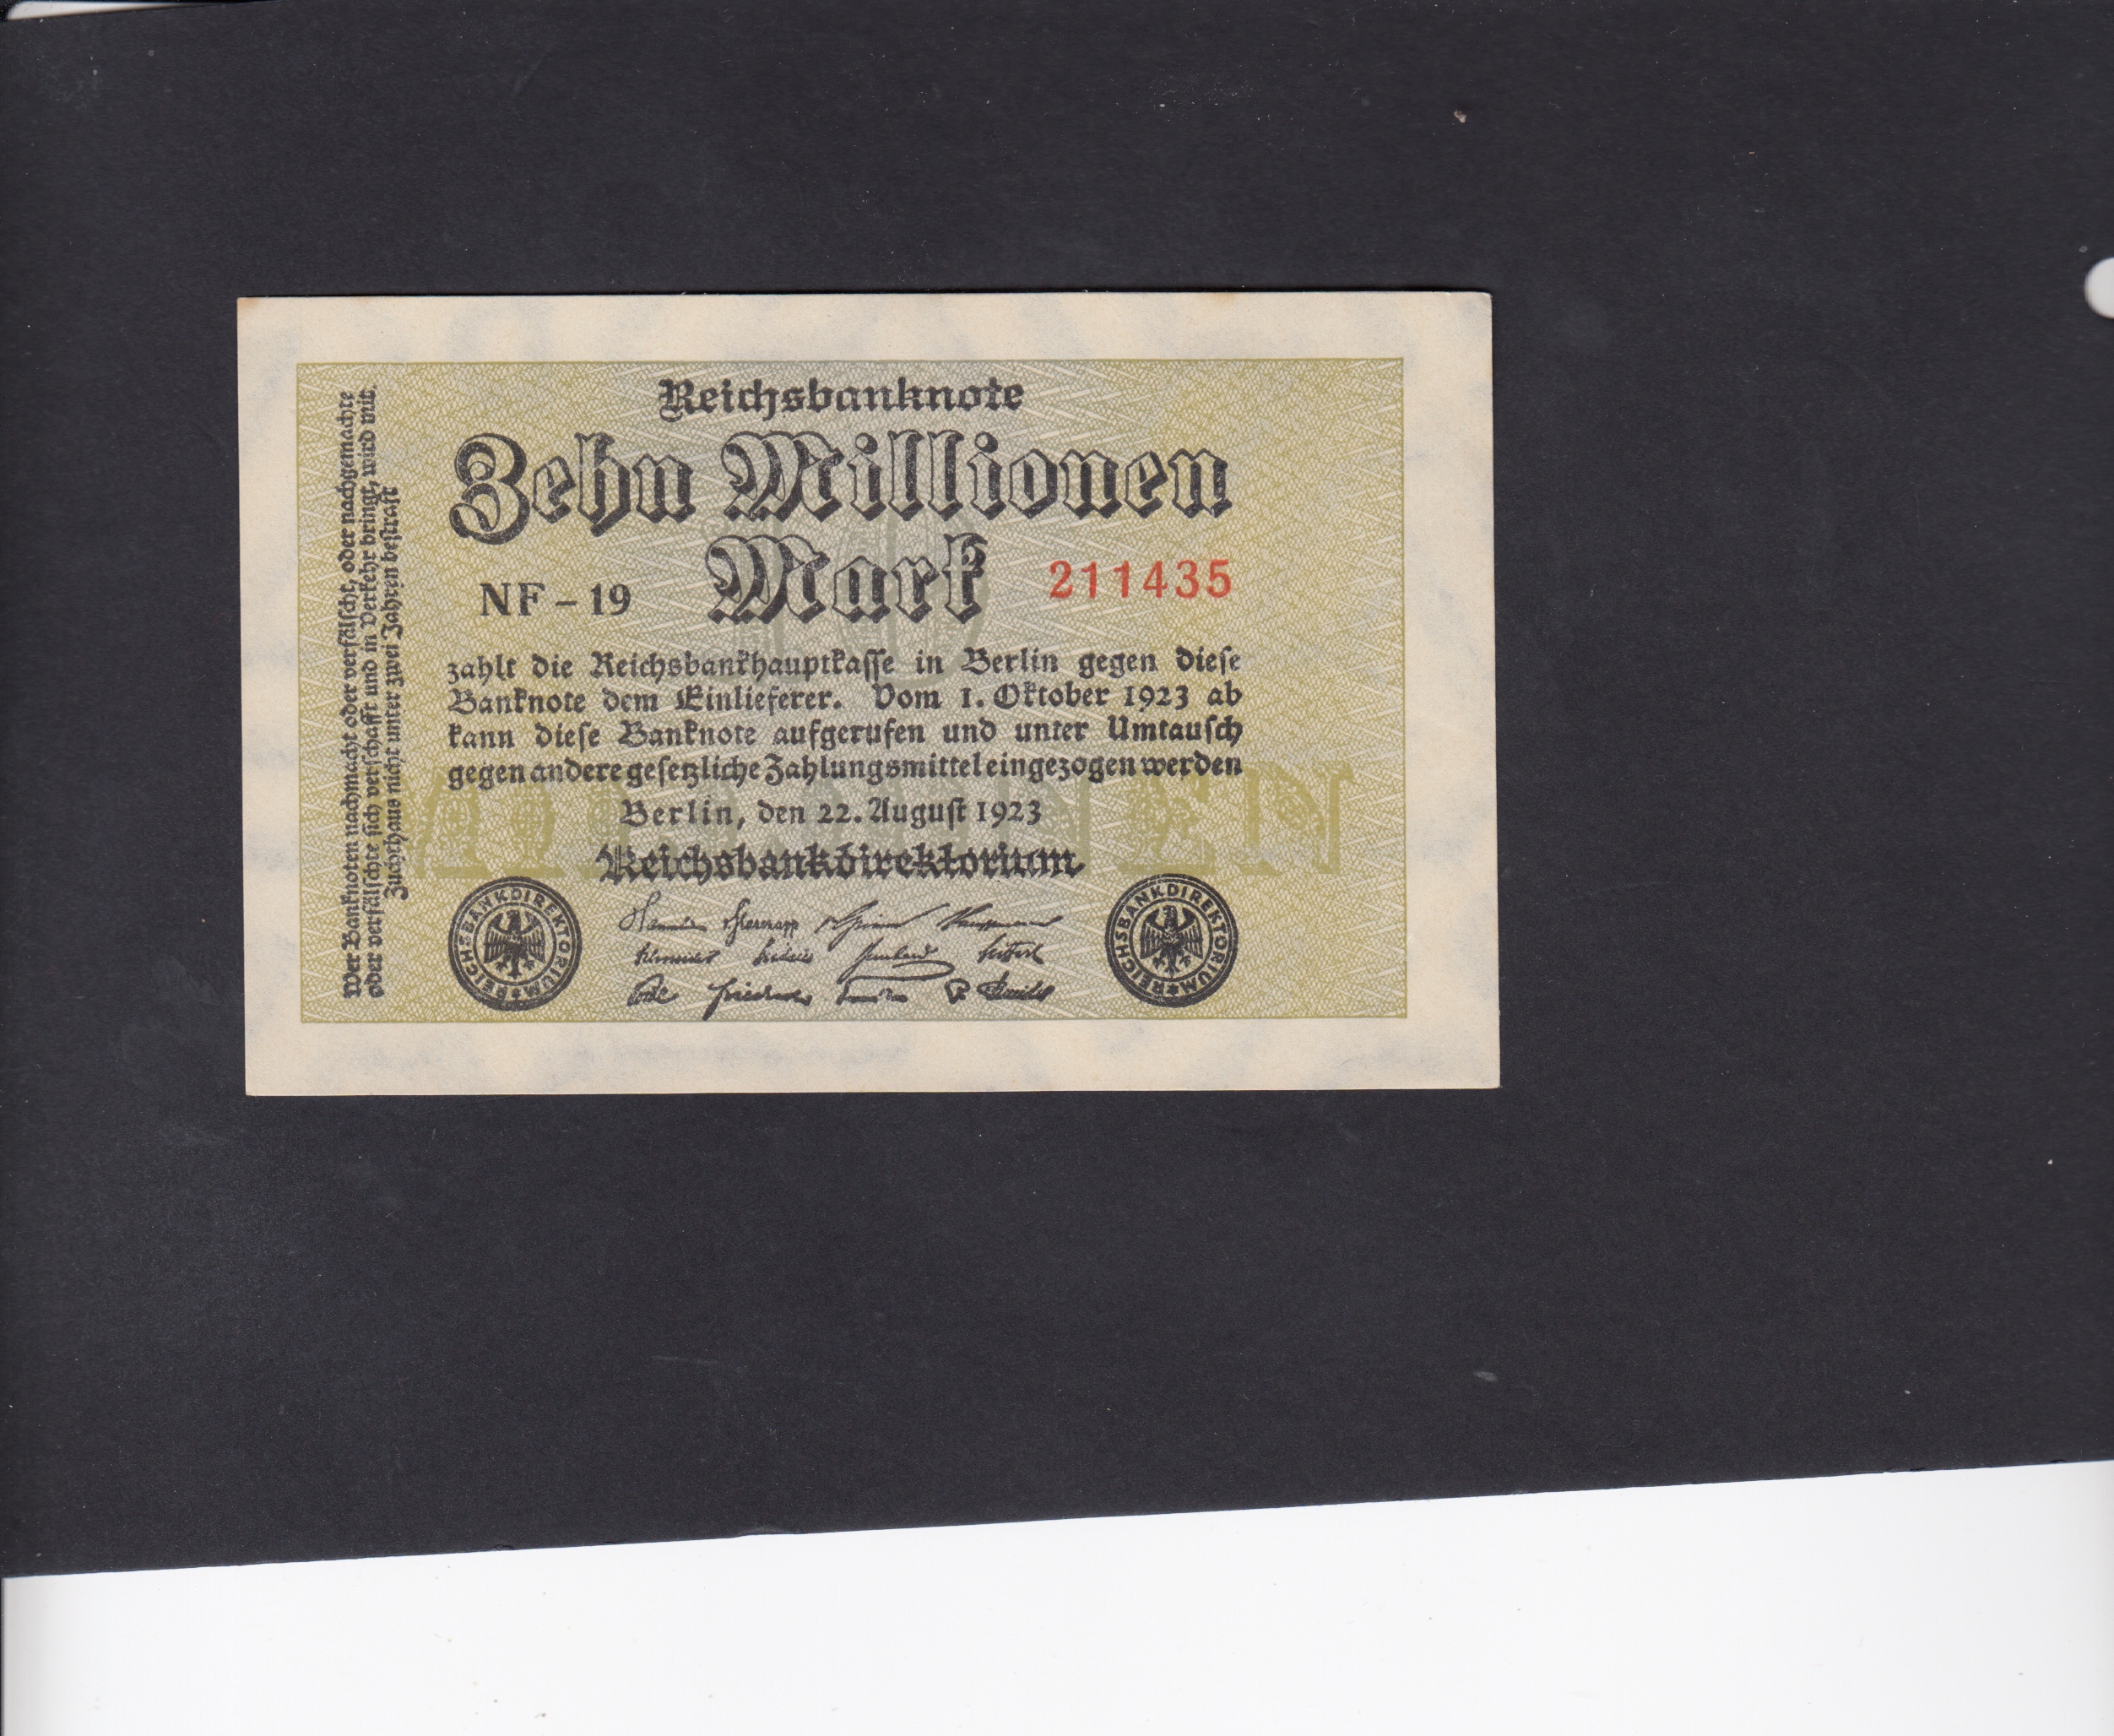 Reichsbanknote
Zehn Millionen
Mark
NF-19
211435
zahlt die Reichsbankhauptkasse in Berlin gegen diese
Banknote dem Einlieferer. Vom 1. Oktober 1923 ab
kann diese Banknote aufgerufen und unter Umtausch
gegen andere gesetzliche Zahlungsmittel eingezogen werden
Berlin, den 22. August 1923
Reichsbankdirektorium
REICHSBANKDIREKTORIUM
REICHSBANKDIREKTORIUM
Wer Banknoten nachmacht oder verfälscht, oder nachgemachte
oder verfälschte sich verschafft und in Verkehr bringt, wird mit
Zuchthaus nicht unter zwei Jahren bestraft